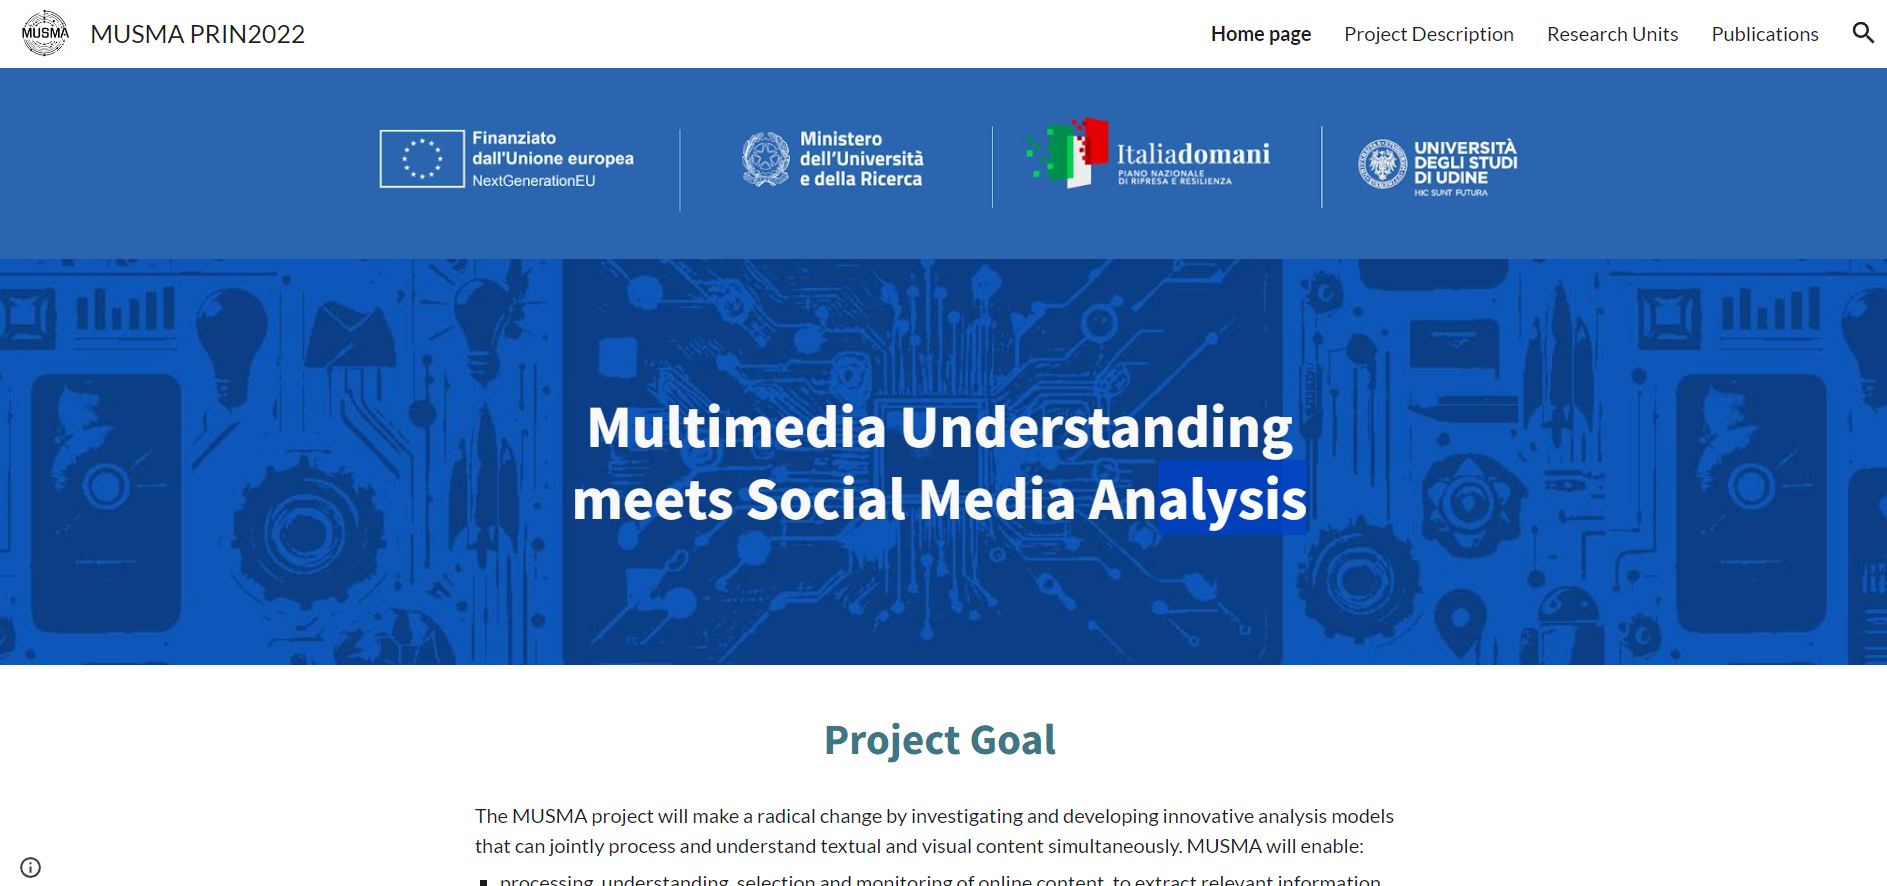 MUSMA
MUSMA PRIN2022
Home page
Project Description
Research Units
Publications
Finanziato
dall'Unione europea
NextGenerationEU
Ministero
dell'Università
e della Ricerca
Italiadomani
PIANO NAZIONALE
DI RIPRESA E RESILIENZA
UNIVERSITÀ
DEGLI STUDI
DI UDINE
HIC SUNT FUTURA
Multimedia Understanding
meets Social Media Analysis
Project Goal
The MUSMA project will make a radical change by investigating and developing innovative analysis models
that can jointly process and understand textual and visual content simultaneously. MUSMA will enable:
▪ processing, understanding, selection and monitoring of online content, to extract relevant information